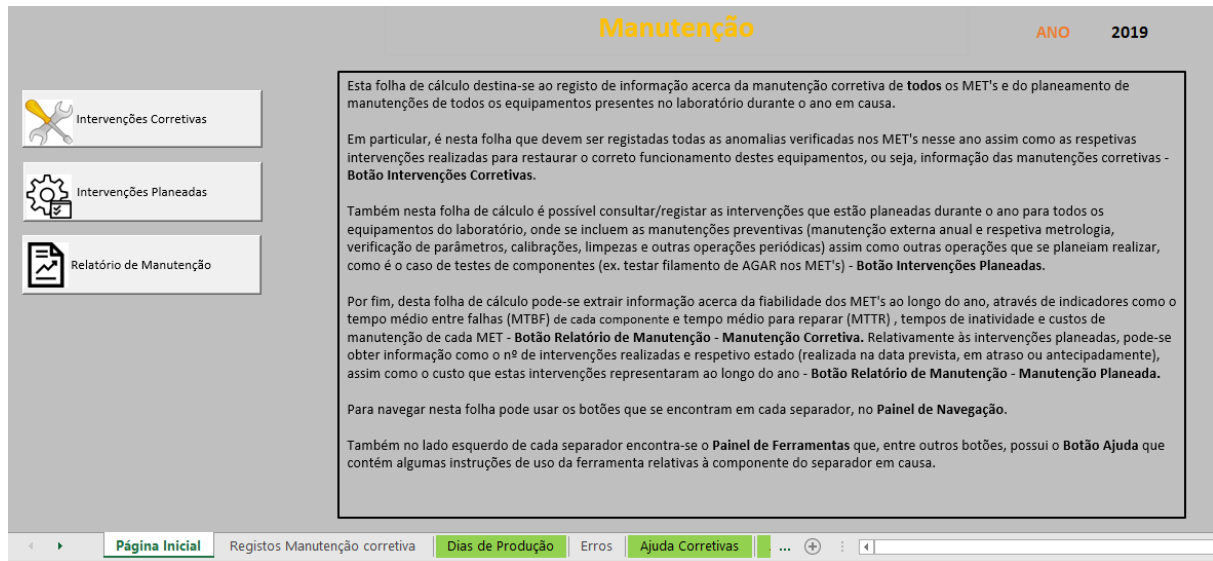 Manutenção
ANO 2019
Intervenções Corretivas
Intervenções Planeadas
Relatório de Manutenção
Esta folha de cálculo destina-se ao registo de informação acerca da manutenção corretiva de todos os MET's e do planeamento de
manutenções de todos os equipamentos presentes no laboratório durante o ano em causa.
Em particular, é nesta folha que devem ser registadas todas as anomalias verificadas nos MET's nesse ano assim como as respetivas
intervenções realizadas para restaurar o correto funcionamento destes equipamentos, ou seja, informação das manutenções corretivas -
Botão Intervenções Corretivas.
Também nesta folha de cálculo é possível consultar/registar as intervenções que estão planeadas durante o ano para todos os
equipamentos do laboratório, onde se incluem as manutenções preventivas (manutenção externa anual e respetiva metrologia,
verificação de parâmetros, calibrações, limpezas e outras operações periódicas) assim como outras operações que se planeiam realizar,
como é o caso de testes de componentes (ex. testar filamento de AGAR nos MET's) - Botão Intervenções Planeadas.
Por fim, desta folha de cálculo pode-se extrair informação acerca da fiabilidade dos MET's ao longo do ano, através de indicadores como o
tempo médio entre falhas (MTBF) de cada componente e tempo médio para reparar (MTTR) , tempos de inatividade e custos de
manutenção de cada MET - Botão Relatório de Manutenção - Manutenção Corretiva. Relativamente às intervenções planeadas, pode-se
obter informação como o nº de intervenções realizadas e respetivo estado (realizada na data prevista, em atraso ou antecipadamente),
assim como o custo que estas intervenções representaram ao longo do ano - Botão Relatório de Manutenção - Manutenção Planeada.
Para navegar nesta folha pode usar os botões que se encontram em cada separador, no Painel de Navegação.
Também no lado esquerdo de cada separador encontra-se o Painel de Ferramentas que, entre outros botões, possui o Botão Ajuda que
contém algumas instruções de uso da ferramenta relativas à componente do separador em causa.
Página Inicial Registos Manutenção corretiva Dias de Produção Erros Ajuda Corretivas ...